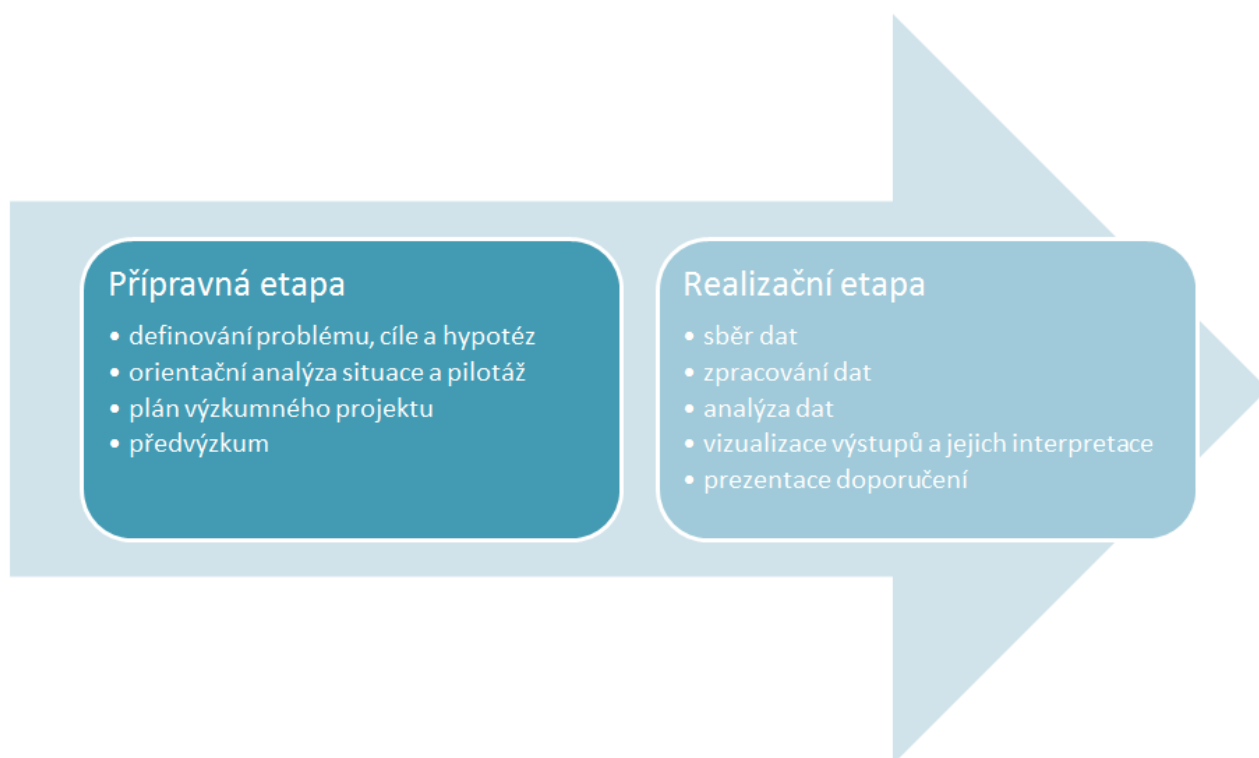 Přípravná etapa
• definování problému, cíle a hypotéz
• orientační analýza situace a pilotáž
• plán výzkumného projektu
• předvýzkum
Realizační etapa
• sběr dat
• zpracování dat
• analýza dat
• vizualizace výstupů a jejich interpretace
• prezentace doporučení